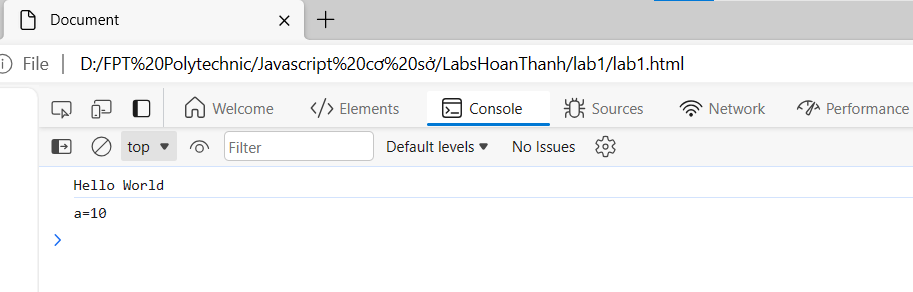 Document
File | D:/FPT%20Polytechnic/Javascript%20cơ%20sở/LabsHoanThanh/lab1/lab1.html
Welcome Elements Console Sources Network Performance
top Filter Default levels No Issues
Hello World
a=10